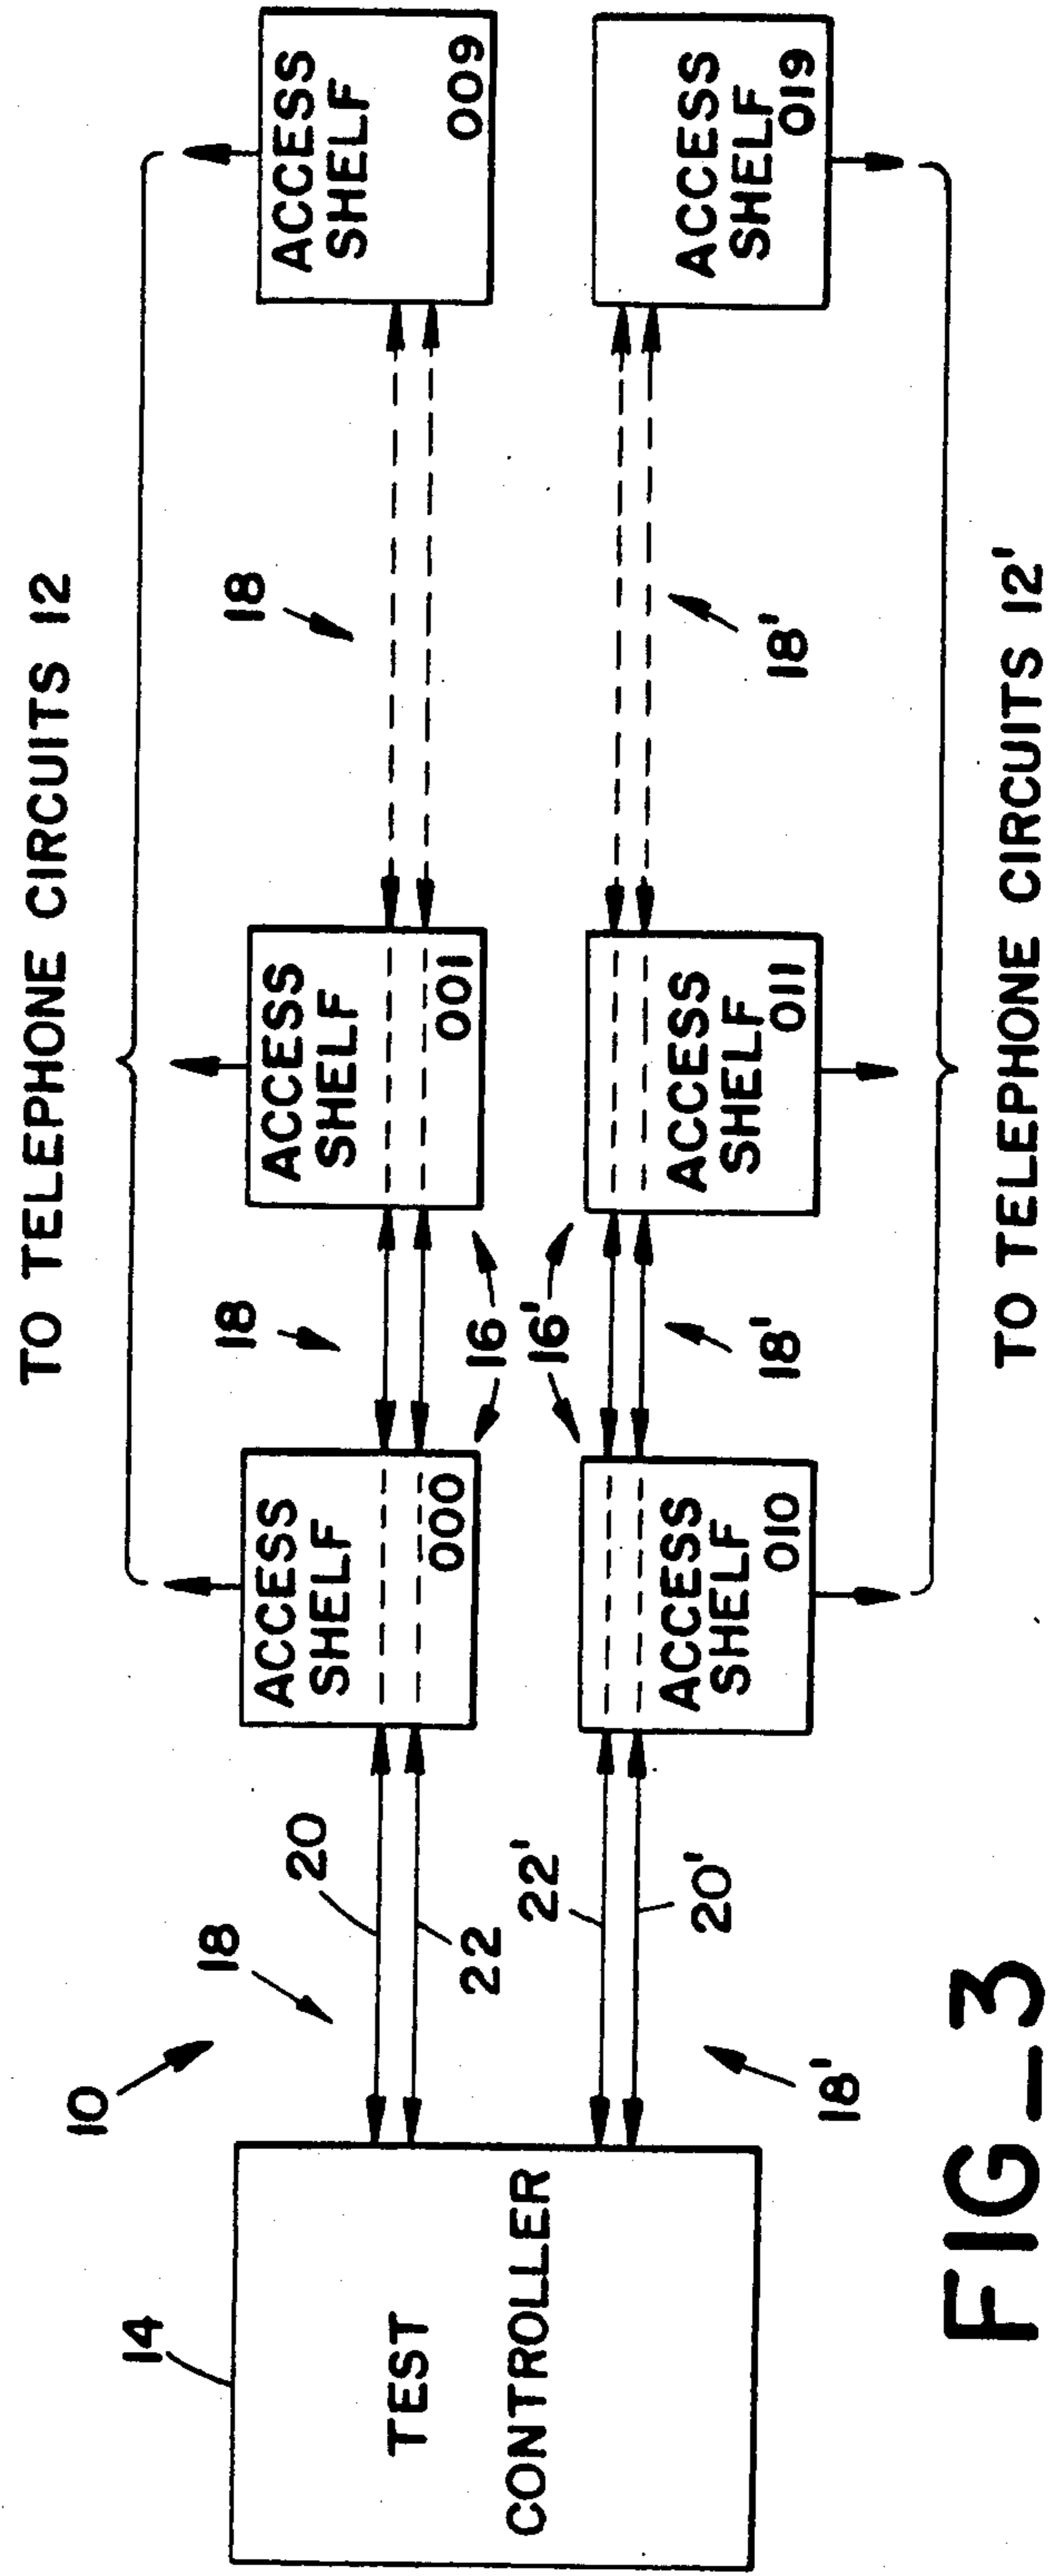 TO TELEPHONE CIRCUITS 12
10
18
18
18
14
TEST
CONTROLLER
20
22
ACCESS
SHELF
000
ACCESS
SHELF
001
ACCESS
SHELF
009
16
16'
22'
20'
ACCESS
SHELF
010
ACCESS
SHELF
011
ACCESS
SHELF
019
18'
18'
18'
TO TELEPHONE CIRCUITS 12'
FIG_3